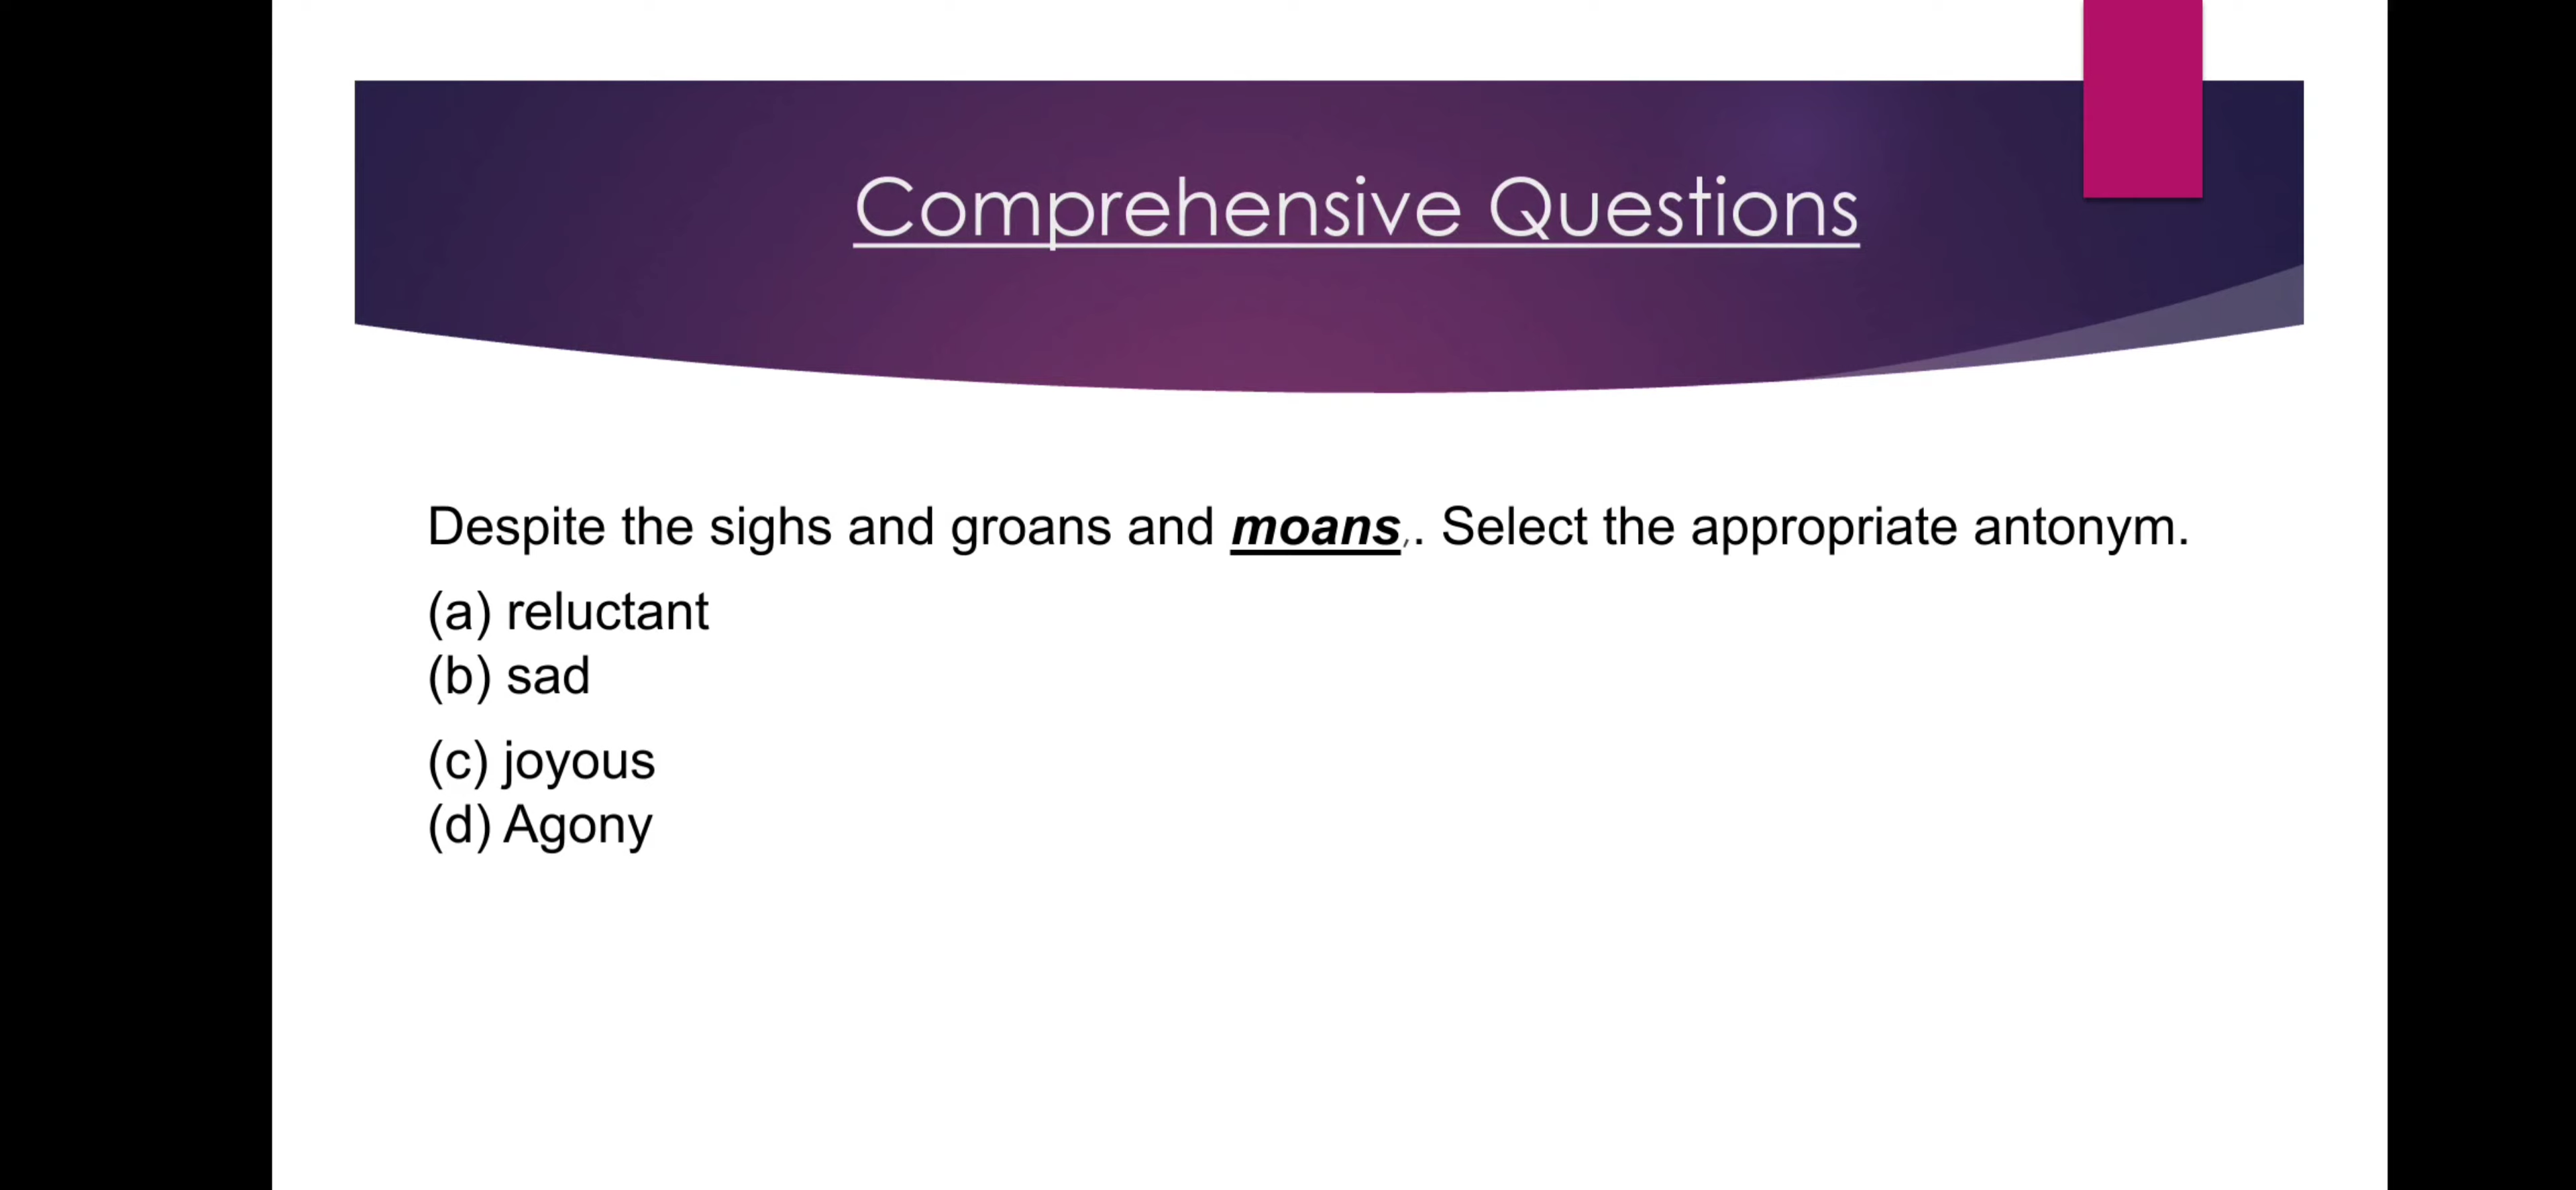 Comprehensive Questions
Despite the sighs and groans and moans,. Select the appropriate antonym.
(a) reluctant
(b) sad
(c) joyous
(d) Agony